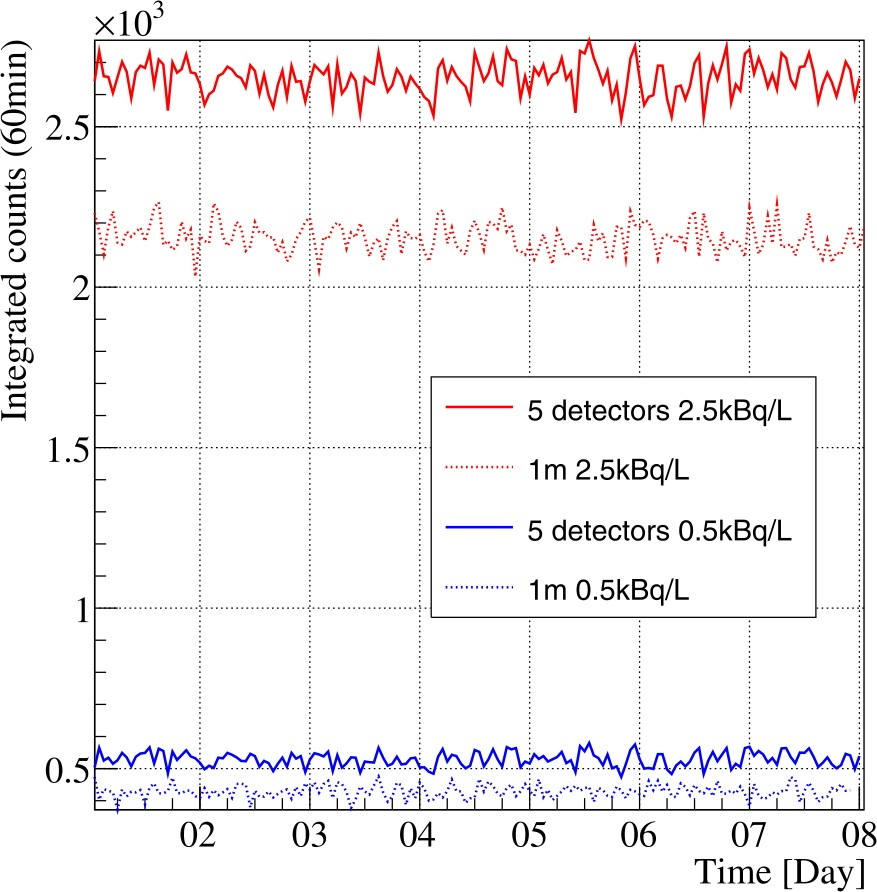 ×10³
Integrated counts (60min)
2.5
2
1.5
1
0.5
5 detectors 2.5kBq/L
1m 2.5kBq/L
5 detectors 0.5kBq/L
1m 0.5kBq/L
02 03 04 05 06 07 08
Time [Day]